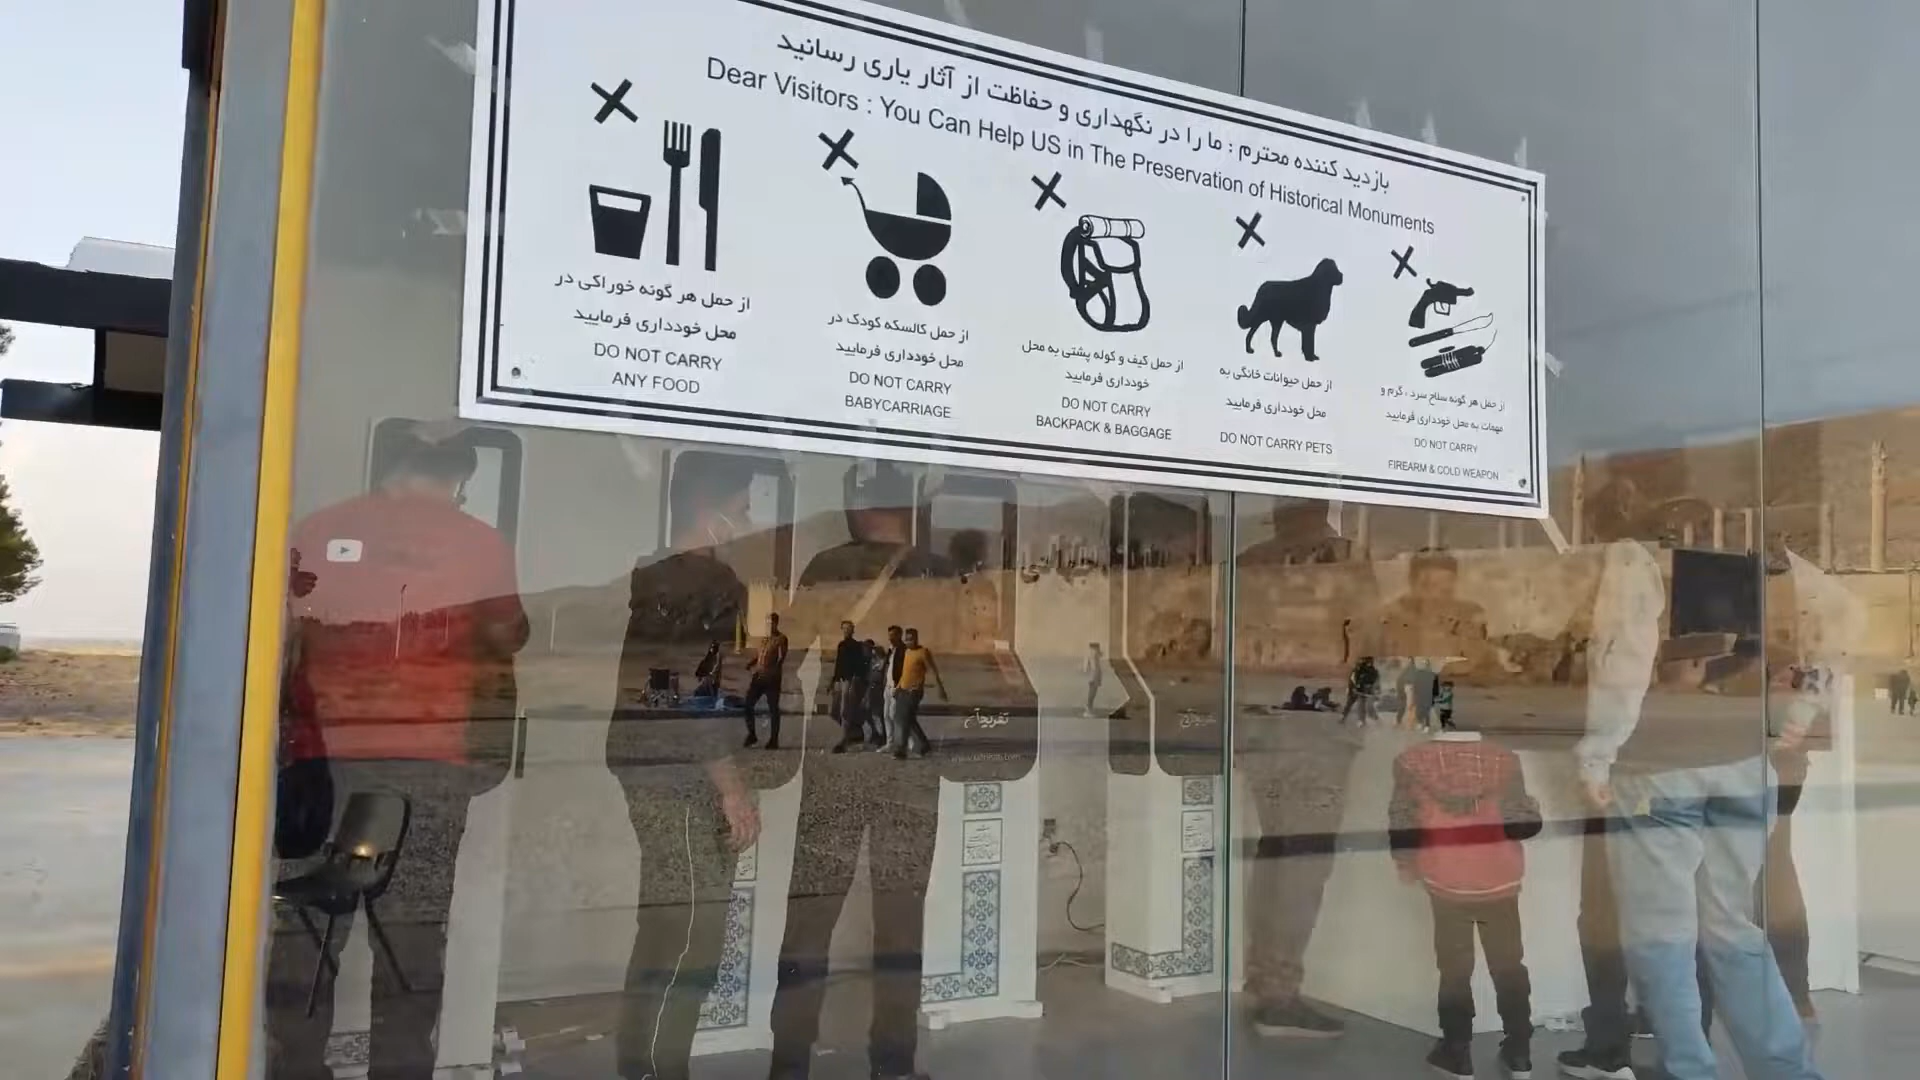 بازدید کننده محترم : ما را در نگهداری و حفاظت از آثار یاری رسانید
Dear Visitors : You Can Help US in The Preservation of Historical Monuments
از حمل هر گونه خوراکی در
محل خودداری فرمایید
DO NOT CARRY
ANY FOOD
از حمل کالسکه کودک در
محل خودداری فرمایید
DO NOT CARRY
BABYCARRIAGE
از حمل کیف و کوله پشتی به محل
خودداری فرمایید
DO NOT CARRY
BACKPACK & BAGGAGE
از حمل حیوانات خانگی به
محل خودداری فرمایید
DO NOT CARRY PETS
از حمل هر گونه سلاح سرد ، گرم و
مهمات به محل خودداری فرمایید
DO NOT CARRY
FIREARM & COLD WEAPON